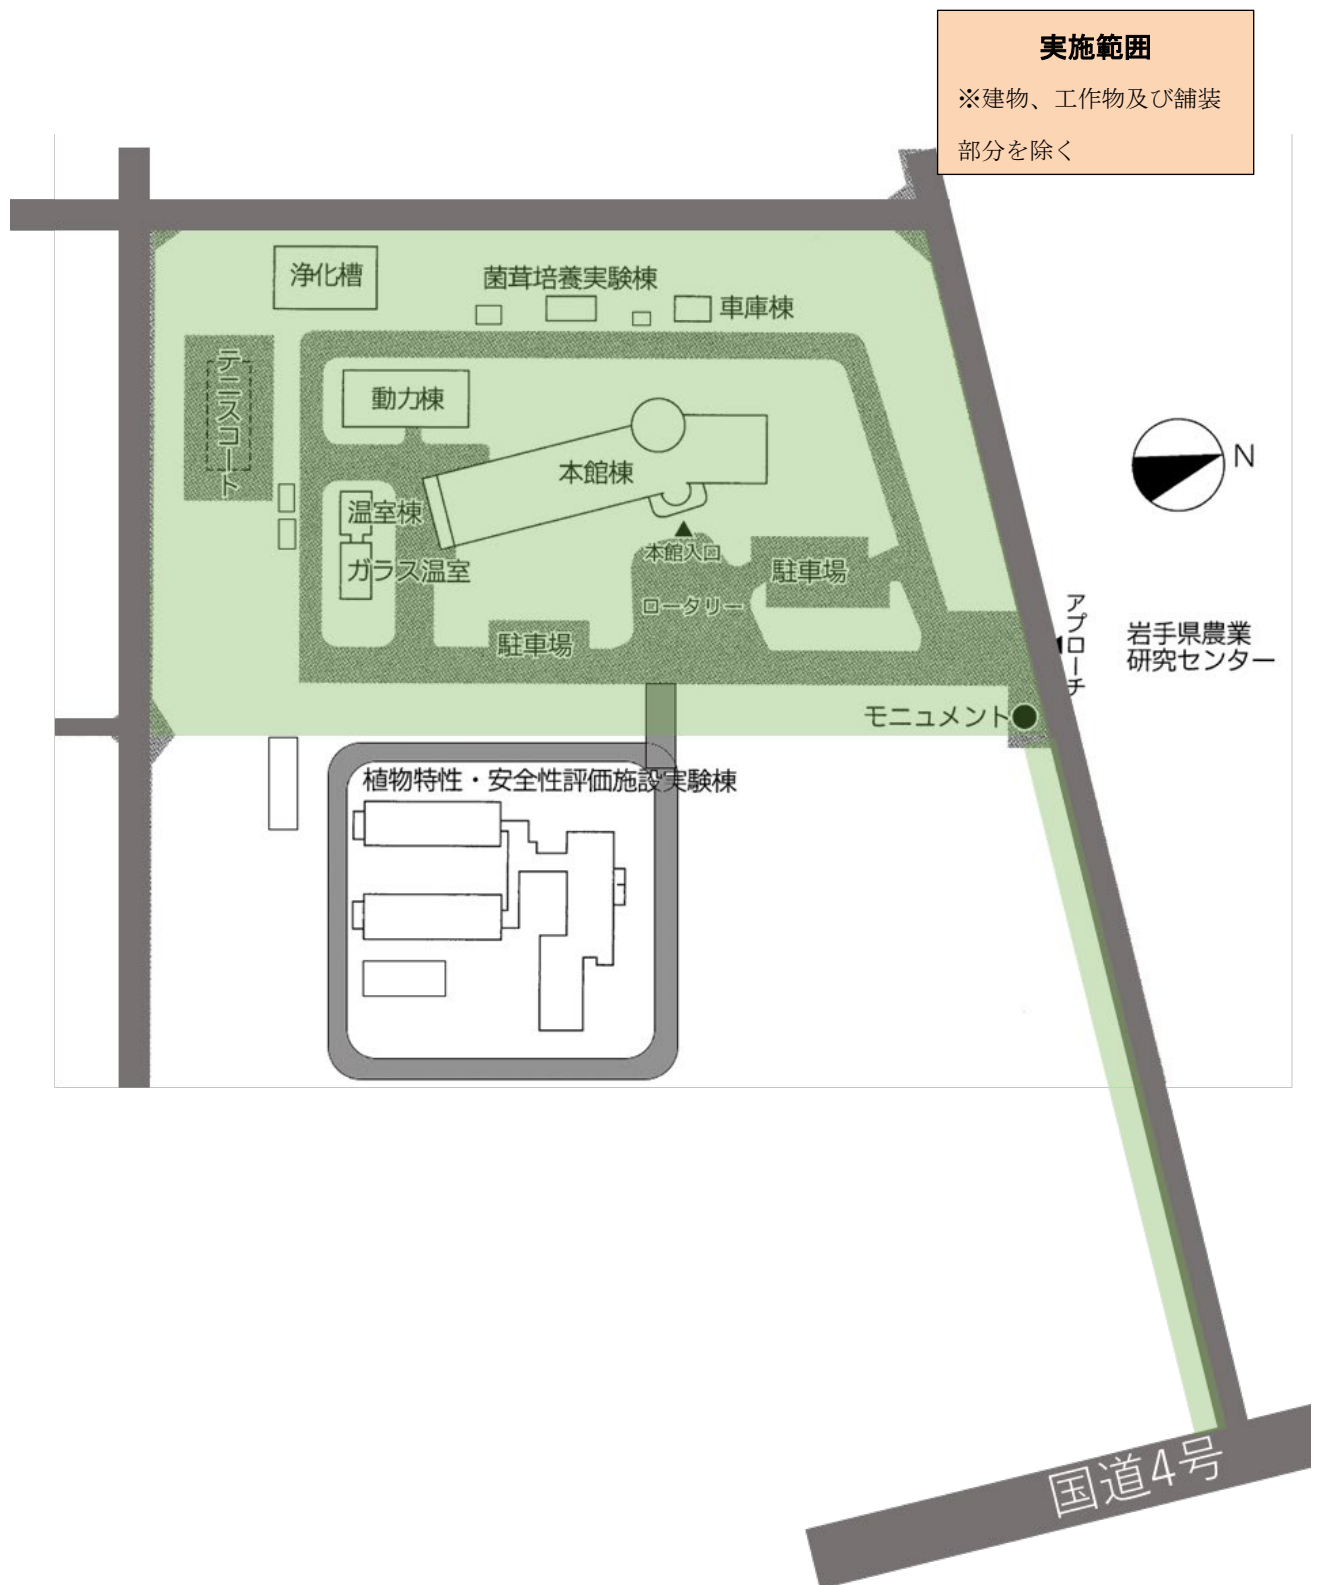 実施範囲
※建物、工作物及び舗装
部分を除く
浄化槽
菌茸培養実験棟
車庫棟
テニスコート
動力棟
本館棟
N
温室棟
本館入口
ガラス温室
駐車場
ロータリー
アプローチ
岩手県農業
研究センター
駐車場
モニュメント
植物特性・安全性評価施設実験棟
国道4号